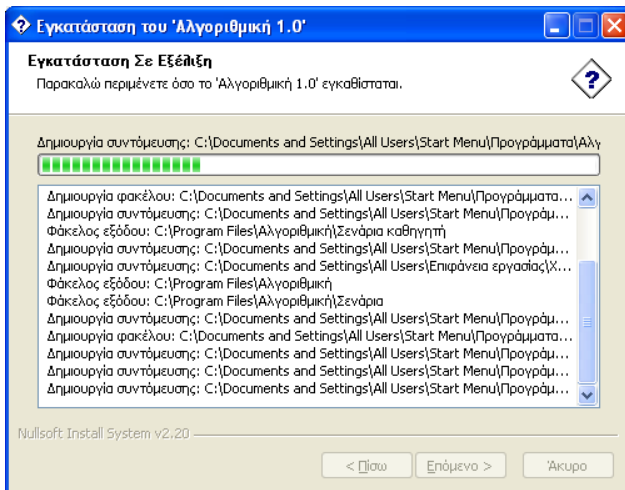 Εγκατάσταση του 'Αλγοριθμική 1.0'
Εγκατάσταση Σε Εξέλιξη
Παρακαλώ περιμένετε όσο το 'Αλγοριθμική 1.0' εγκαθίσταται.
Δημιουργία συντόμευσης: C:\Documents and Settings\All Users\Start Menu\Προγράμματα\Αλγ
Δημιουργία φακέλου: C:\Documents and Settings\All Users\Start Menu\Προγράμματα...
Δημιουργία συντόμευσης: C:\Documents and Settings\All Users\Start Menu\Προγράμ...
Φάκελος εξόδου: C:\Program Files\Αλγοριθμική\Σενάρια καθηγητή
Δημιουργία συντόμευσης: C:\Documents and Settings\All Users\Start Menu\Προγράμ...
Δημιουργία συντόμευσης: C:\Documents and Settings\All Users\Επιφάνεια εργασίας\Χ...
Φάκελος εξόδου: C:\Program Files\Αλγοριθμική
Φάκελος εξόδου: C:\Program Files\Αλγοριθμική\Σενάρια
Δημιουργία συντόμευσης: C:\Documents and Settings\All Users\Start Menu\Προγράμ...
Δημιουργία φακέλου: C:\Documents and Settings\All Users\Start Menu\Προγράμματα...
Δημιουργία συντόμευσης: C:\Documents and Settings\All Users\Start Menu\Προγράμ...
Δημιουργία συντόμευσης: C:\Documents and Settings\All Users\Start Menu\Προγράμ...
Δημιουργία συντόμευσης: C:\Documents and Settings\All Users\Start Menu\Προγράμ...
Nullsoft Install System v2.20
< Πίσω Επόμενο > Άκυρο